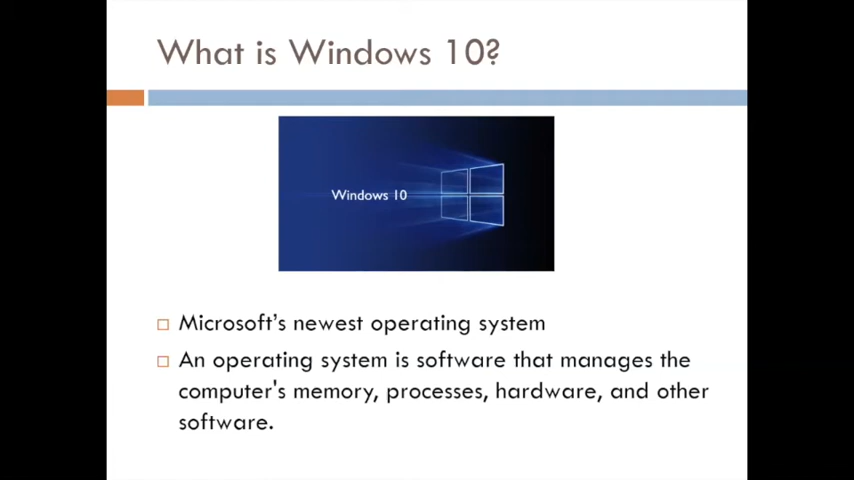 What is Windows 10?
Windows 10
Microsoft's newest operating system
An operating system is software that manages the
computer's memory, processes, hardware, and other
software.